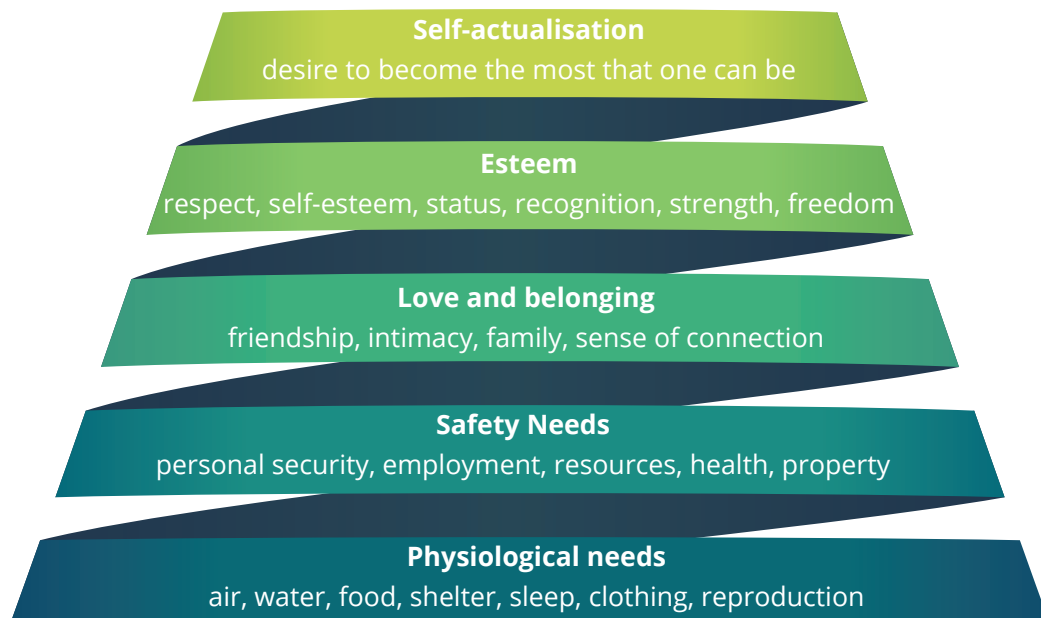 Self-actualisation
desire to become the most that one can be
Esteem
respect, self-esteem, status, recognition, strength, freedom
Love and belonging
friendship, intimacy, family, sense of connection
Safety Needs
personal security, employment, resources, health, property
Physiological needs
air, water, food, shelter, sleep, clothing, reproduction